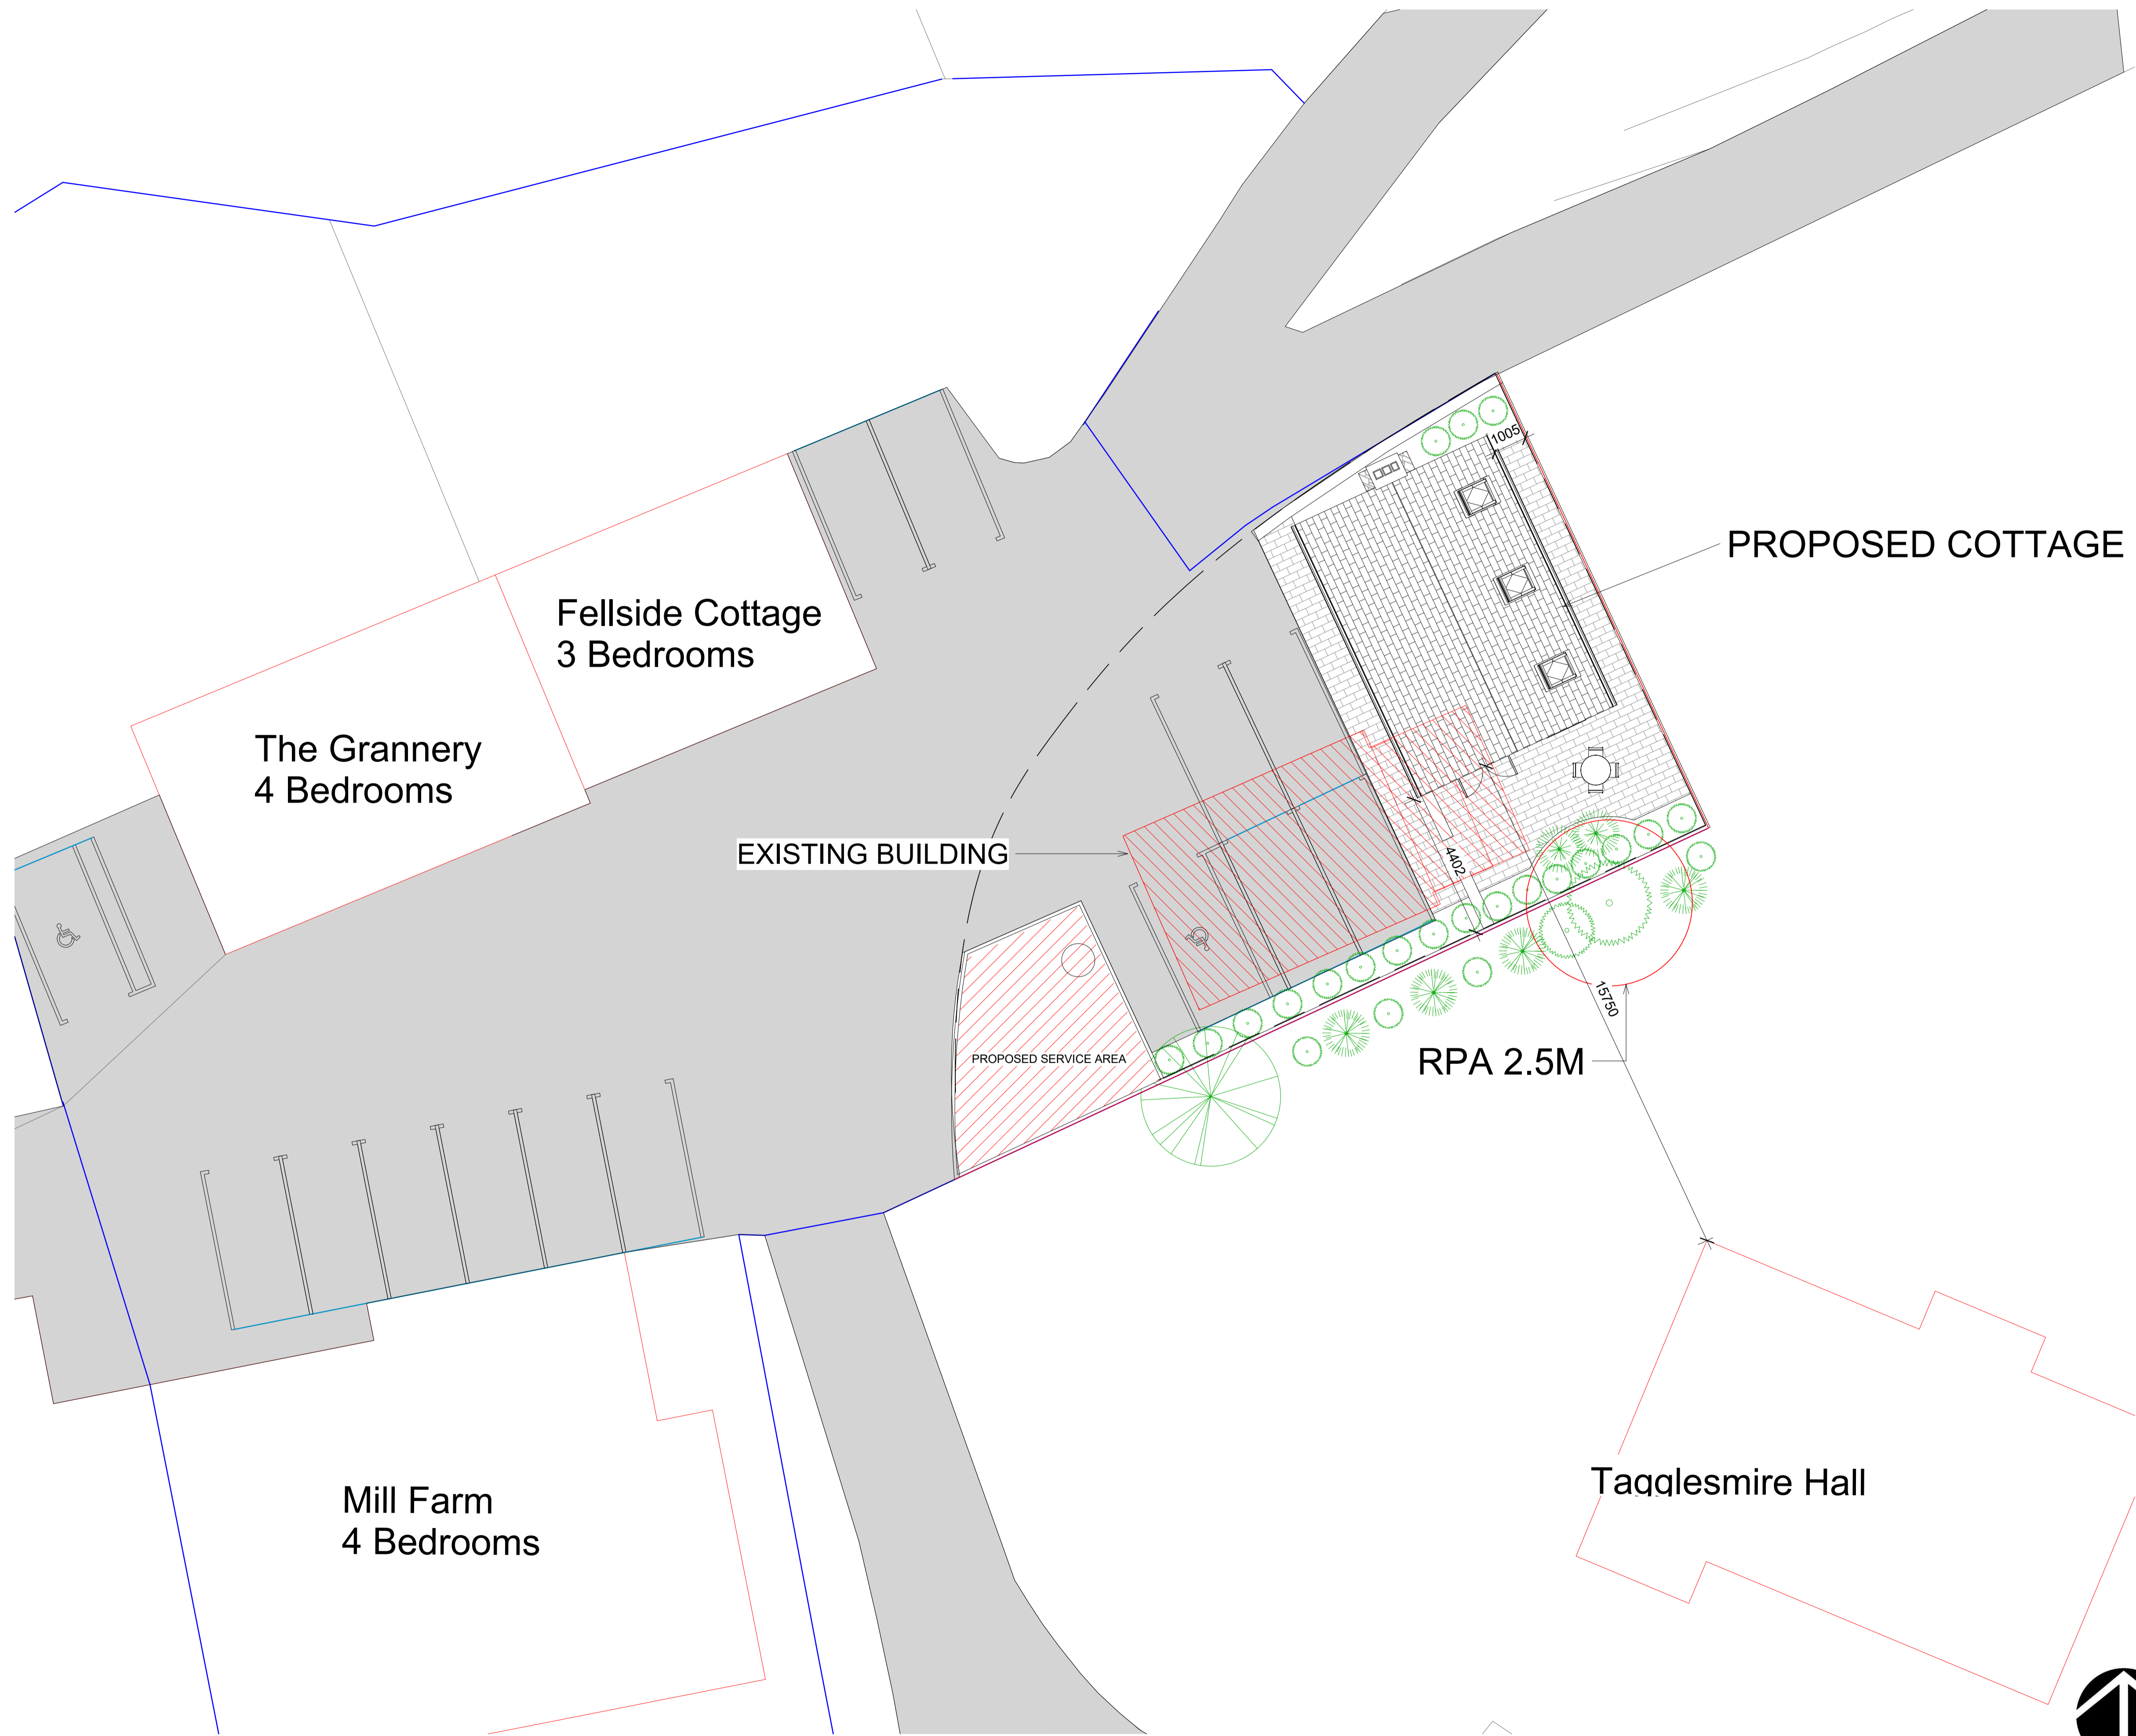 1005
PROPOSED COTTAGE
Fellside Cottage
3 Bedrooms
The Grannery
4 Bedrooms
EXISTING BUILDING
4402
15750
PROPOSED SERVICE AREA
RPA 2.5M
Tagglesmire Hall
Mill Farm
4 Bedrooms